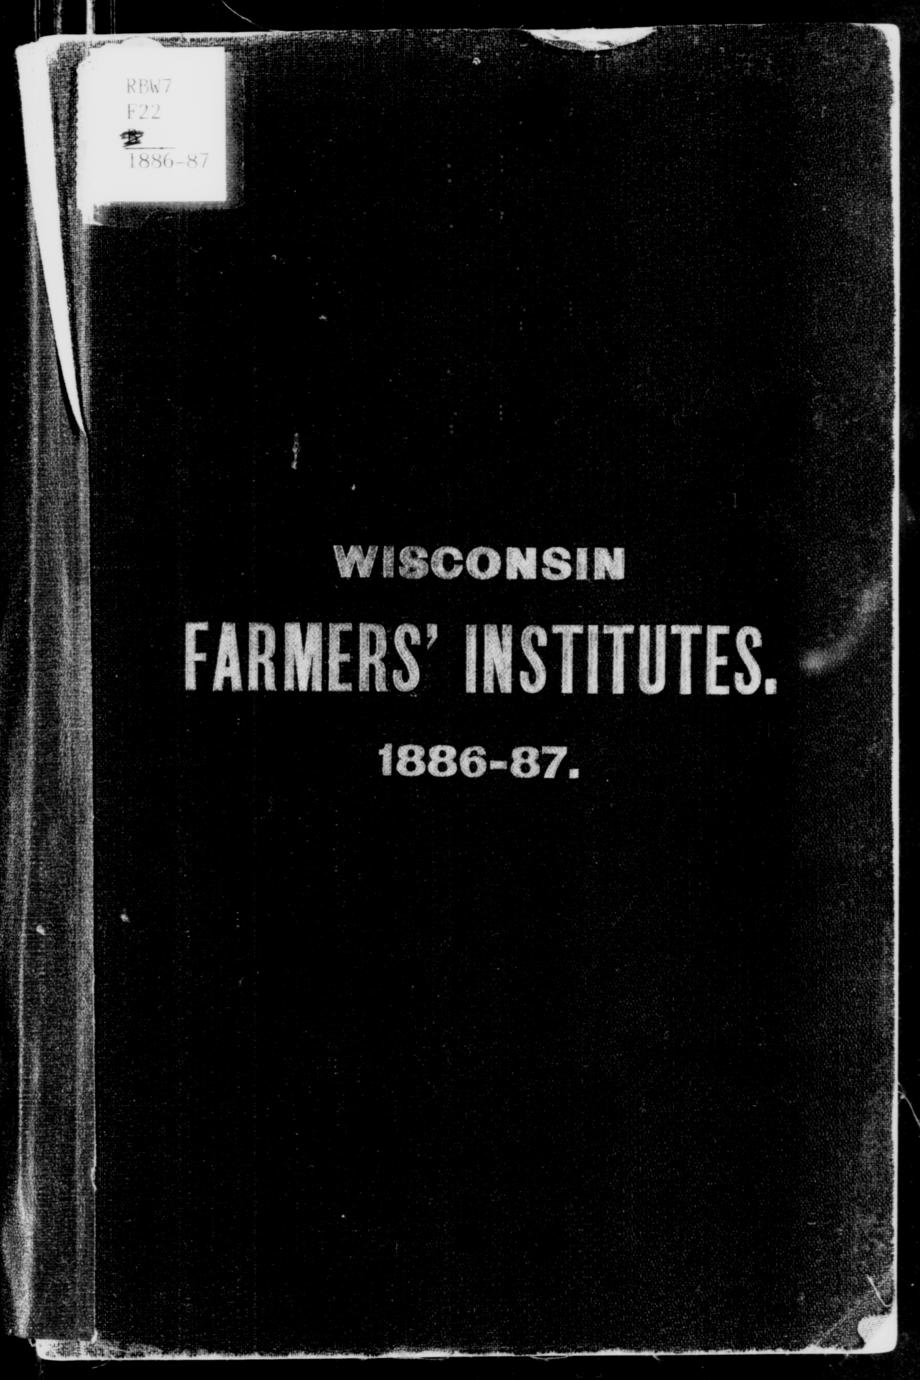 RBW7
F22
1886-87
WISCONSIN
FARMERS' INSTITUTES.
1886-87.